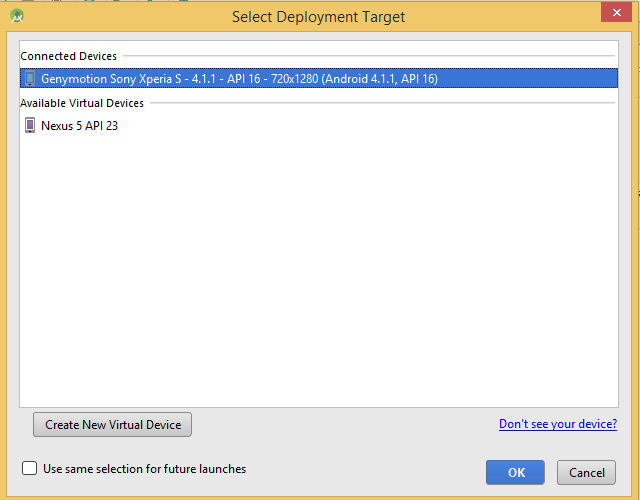 Select Deployment Target
Connected Devices
Genymotion Sony Xperia S - 4.1.1 - API 16 - 720x1280 (Android 4.1.1, API 16)
Available Virtual Devices
Nexus 5 API 23
Create New Virtual Device
Don't see your device?
Use same selection for future launches
OK
Cancel